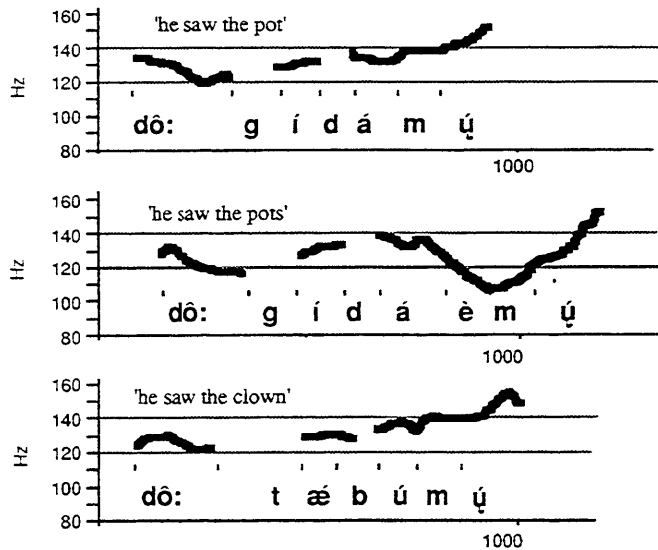 'he saw the pot'
160
140
120
100
80
Hz
dô: g í d á m ų́
1000
'he saw the pots'
160
140
120
100
80
Hz
dô: g í d á è m ų́
1000
'he saw the clown'
160
140
120
100
80
Hz
dô: t ǽ b ú m ų́
1000